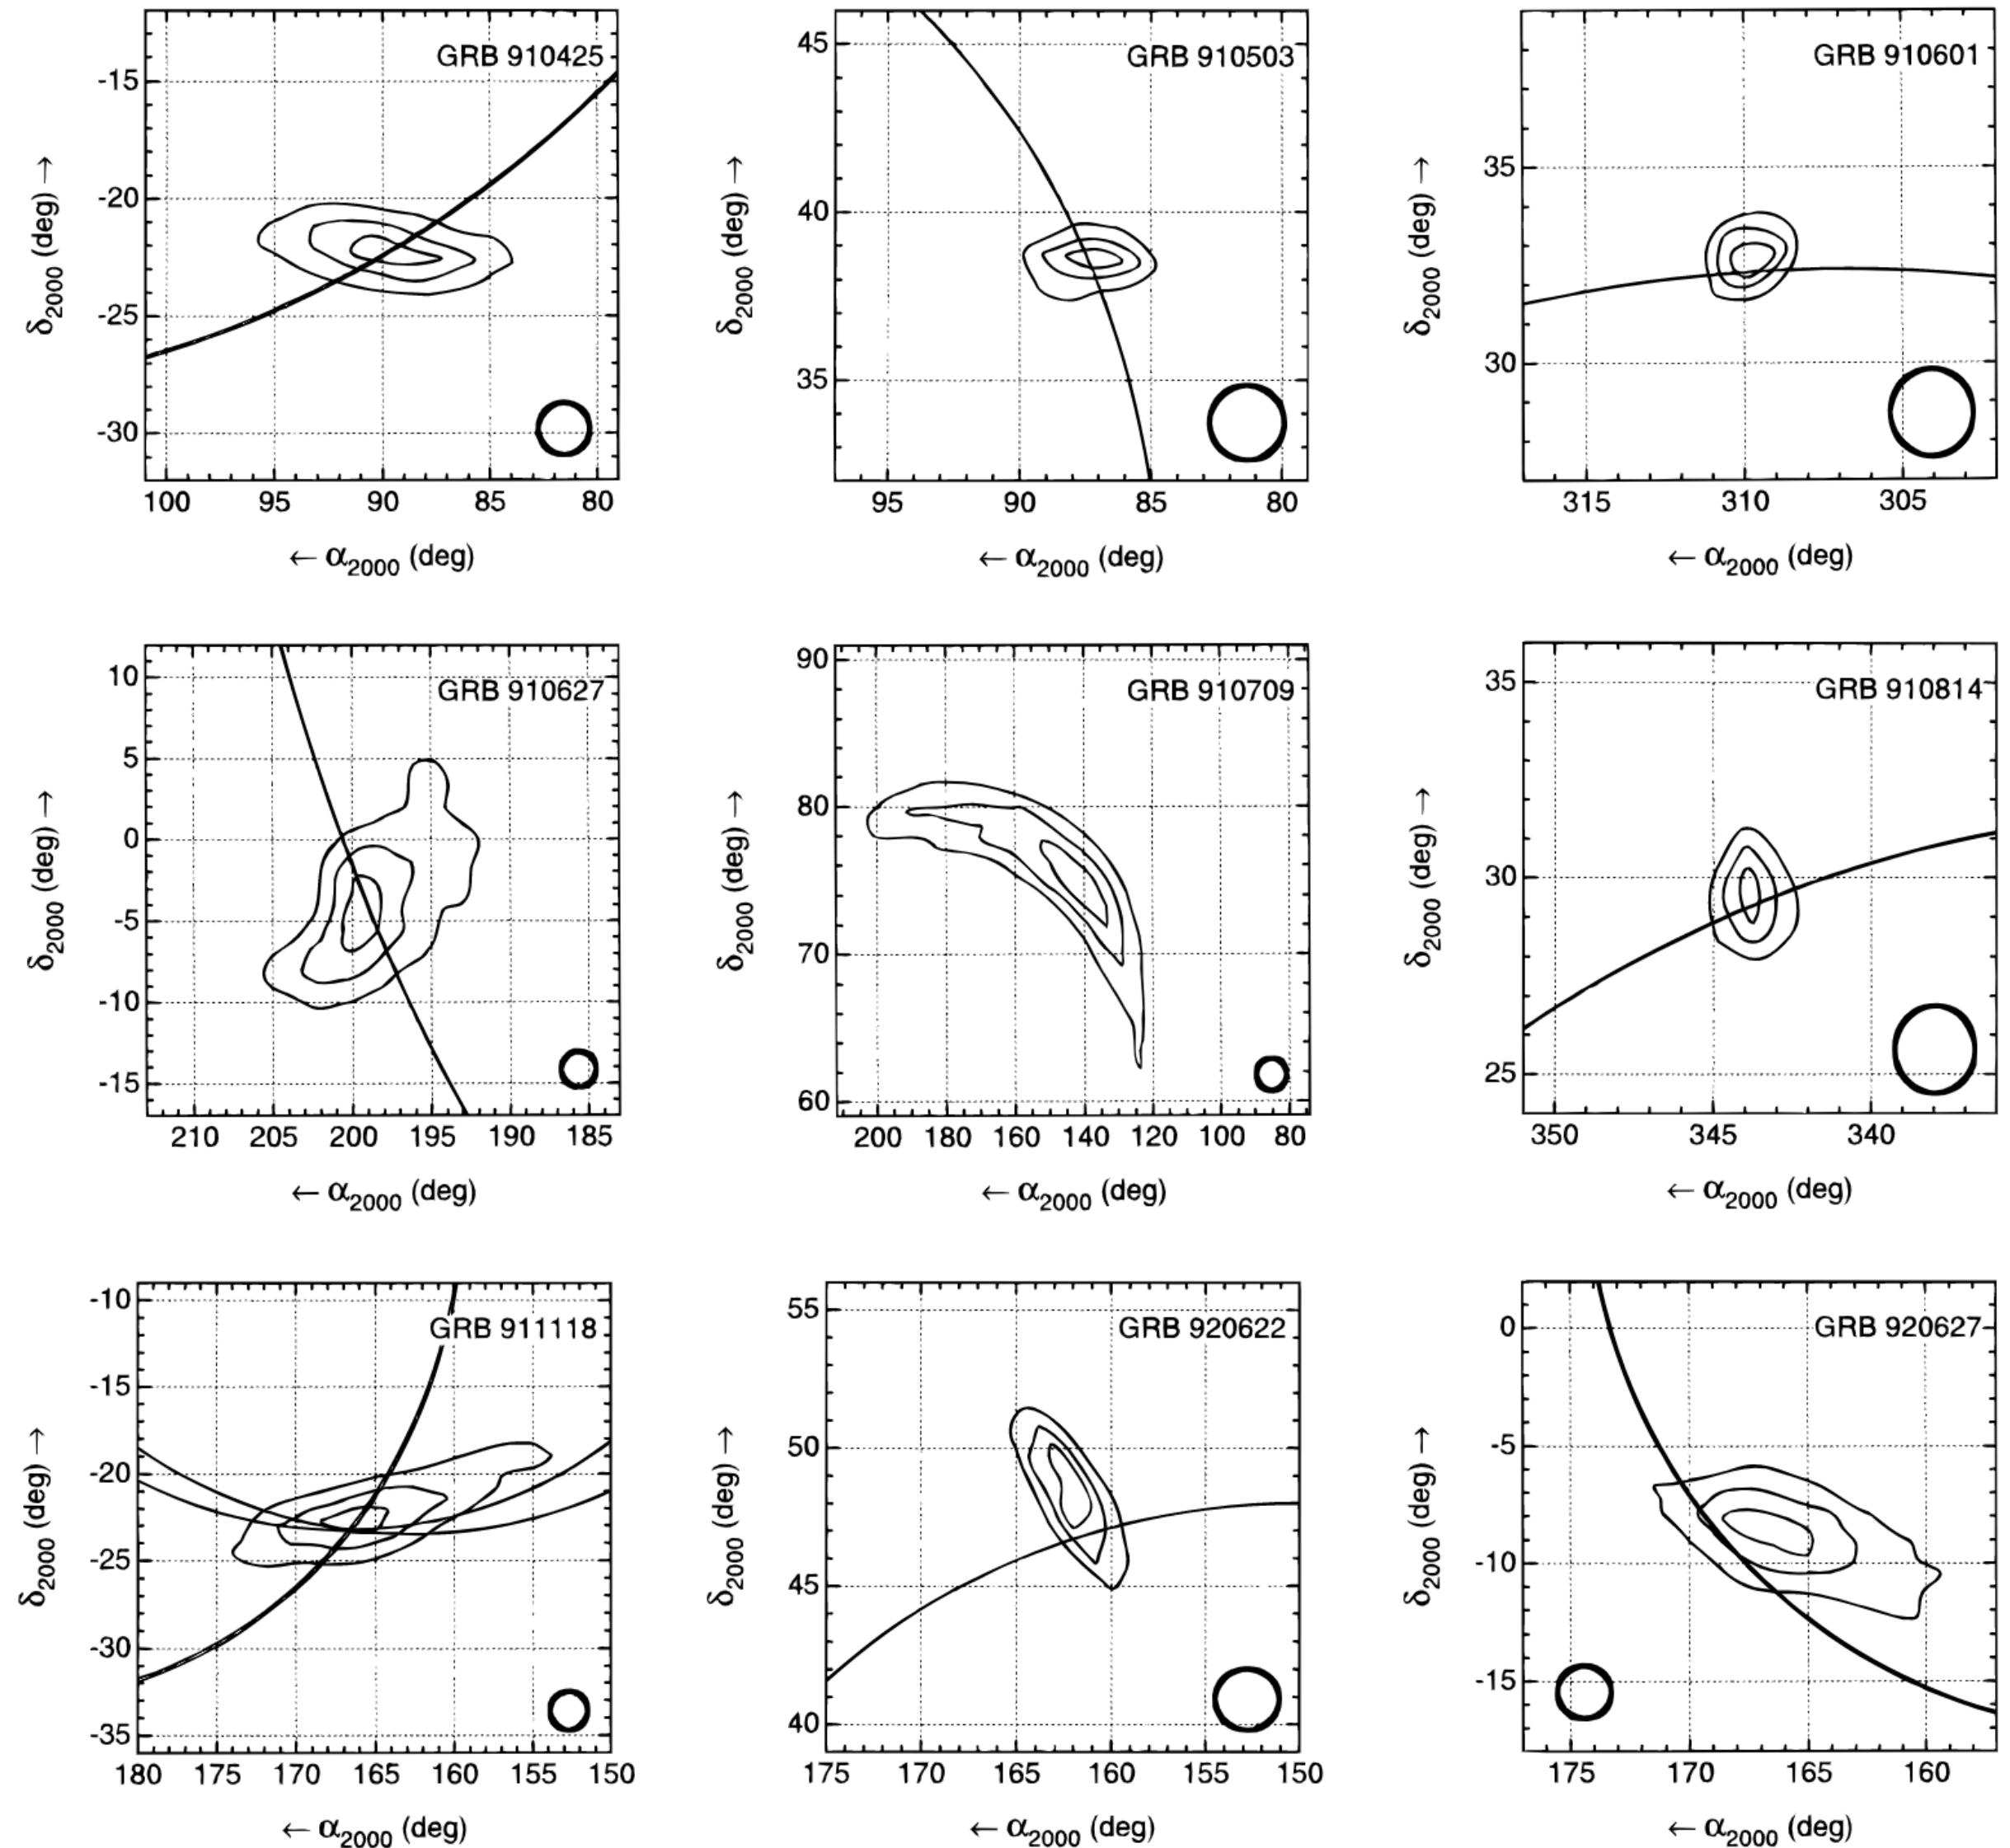 GRB 910425
-15
-20
-25
-30
100 95 90 85 80
δ2000 (deg) →
← α2000 (deg)
GRB 910503
45
40
35
95 90 85 80
δ2000 (deg) →
← α2000 (deg)
GRB 910601
35
30
315 310 305
δ2000 (deg) →
← α2000 (deg)
GRB 910627
10
5
0
-5
-10
-15
210 205 200 195 190 185
δ2000 (deg) →
← α2000 (deg)
GRB 910709
90
80
70
60
200 180 160 140 120 100 80
δ2000 (deg) →
← α2000 (deg)
GRB 910814
35
30
25
350 345 340
δ2000 (deg) →
← α2000 (deg)
GRB 911118
-10
-15
-20
-25
-30
-35
180 175 170 165 160 155 150
δ2000 (deg) →
← α2000 (deg)
GRB 920622
55
50
45
40
175 170 165 160 155 150
δ2000 (deg) →
← α2000 (deg)
GRB 920627
0
-5
-10
-15
175 170 165 160
δ2000 (deg) →
← α2000 (deg)